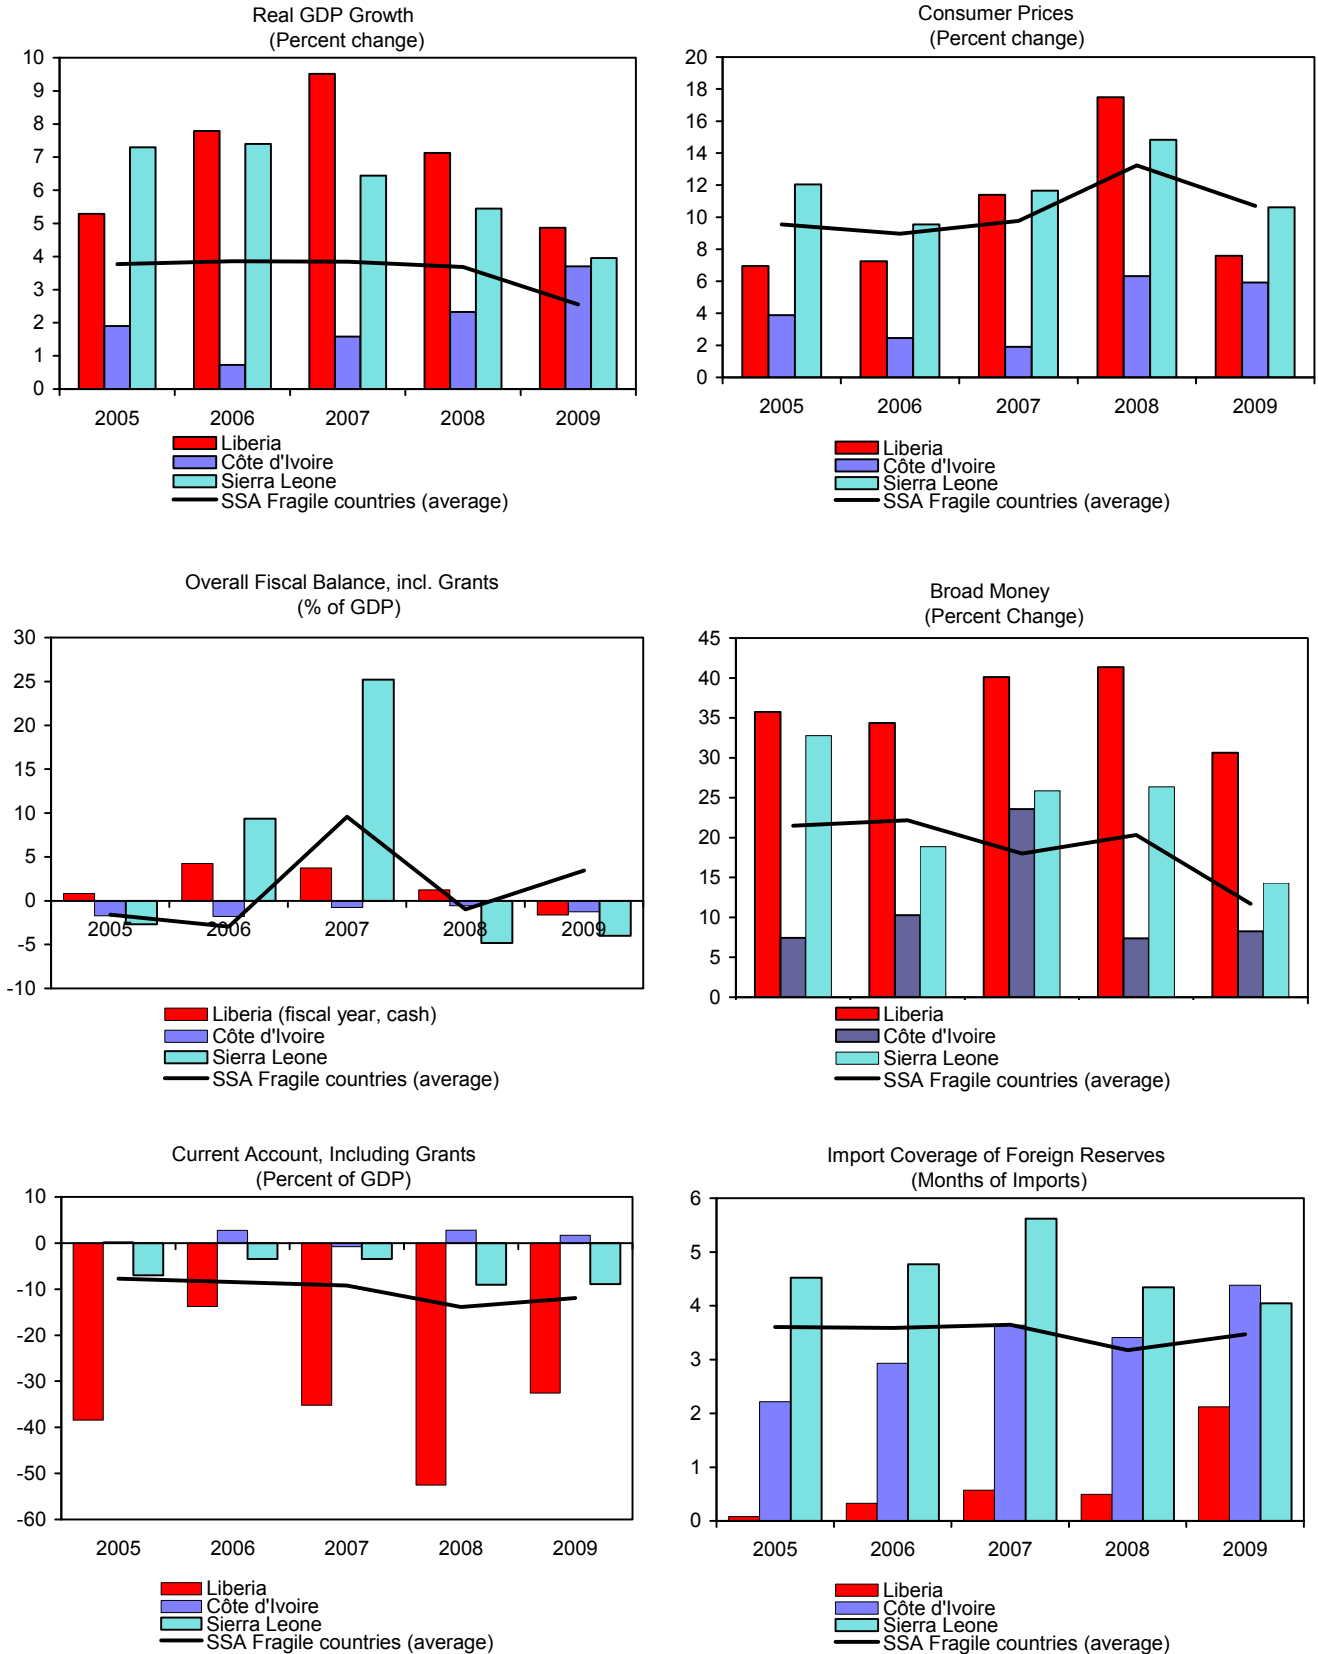 Real GDP Growth
(Percent change)
10
9
8
7
6
5
4
3
2
1
0
2005 2006 2007 2008 2009
Liberia
Côte d'Ivoire
Sierra Leone
SSA Fragile countries (average)
Consumer Prices
(Percent change)
20
18
16
14
12
10
8
6
4
2
0
2005 2006 2007 2008 2009
Liberia
Côte d'Ivoire
Sierra Leone
SSA Fragile countries (average)
Overall Fiscal Balance, incl. Grants
(% of GDP)
30
25
20
15
10
5
0
-5
-10
2005 2006 2007 2008 2009
Liberia (fiscal year, cash)
Côte d'Ivoire
Sierra Leone
SSA Fragile countries (average)
Broad Money
(Percent Change)
45
40
35
30
25
20
15
10
5
0
Liberia
Côte d'Ivoire
Sierra Leone
SSA Fragile countries (average)
Current Account, Including Grants
(Percent of GDP)
10
0
-10
-20
-30
-40
-50
-60
2005 2006 2007 2008 2009
Liberia
Côte d'Ivoire
Sierra Leone
SSA Fragile countries (average)
Import Coverage of Foreign Reserves
(Months of Imports)
6
5
4
3
2
1
0
2005 2006 2007 2008 2009
Liberia
Côte d'Ivoire
Sierra Leone
SSA Fragile countries (average)